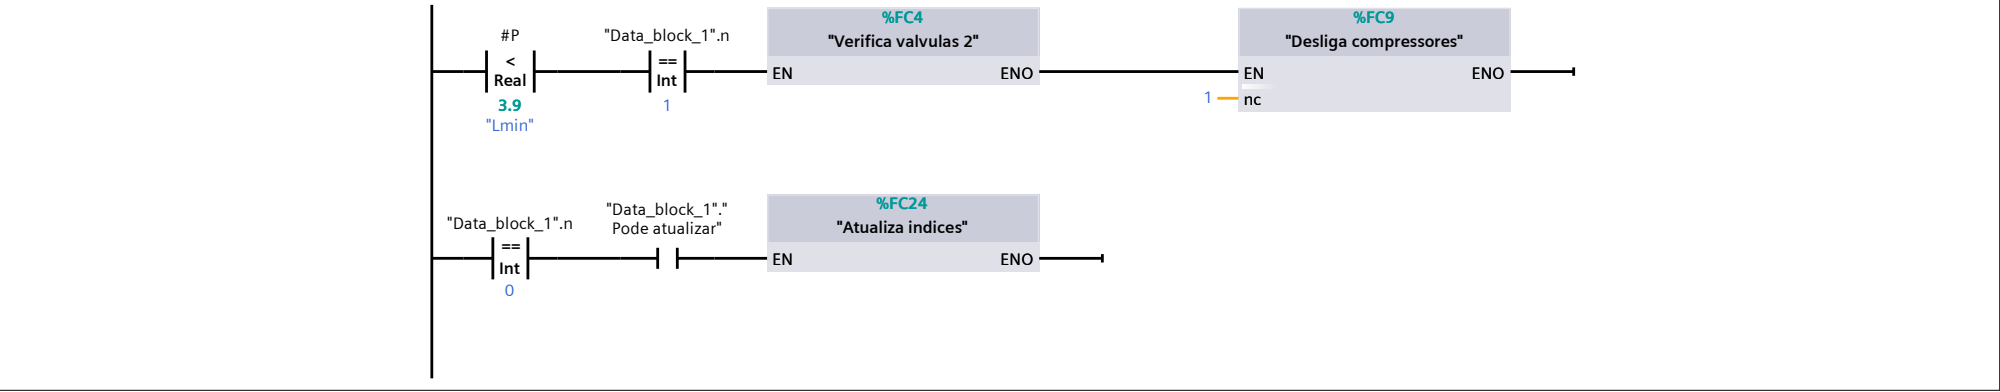 #P
<
Real
3.9
"Lmin"
"Data_block_1".n
==
Int
1
%FC4
"Verifica valvulas 2"
EN
ENO
%FC9
"Desliga compressores"
EN
ENO
1
nc
"Data_block_1".n
==
Int
0
"Data_block_1"."
Pode atualizar"
%FC24
"Atualiza indices"
EN
ENO